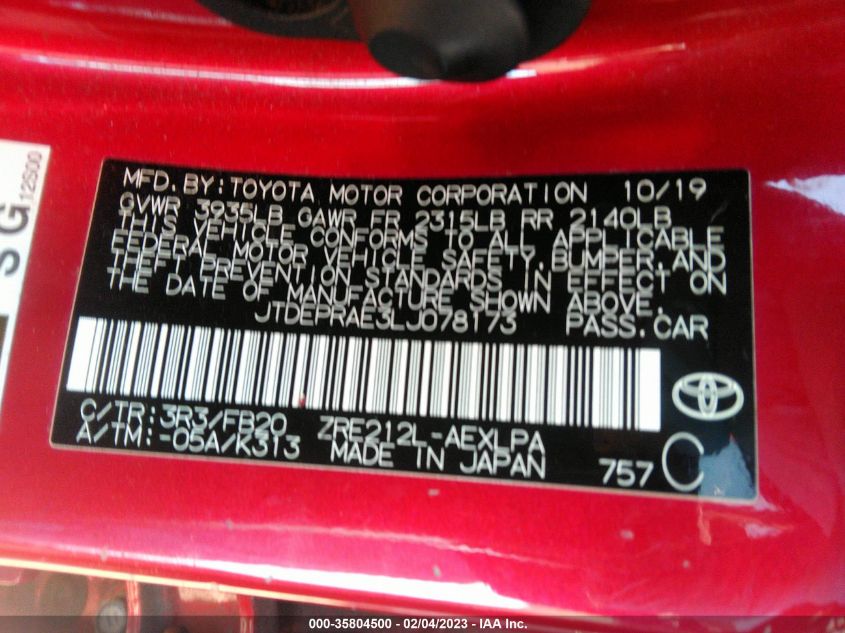 MFD. BY: TOYOTA MOTOR CORPORATION 10/19
GVWR 3935LB GAWR FR 2315LB RR 2140LB
THIS VEHICLE CONFORMS TO ALL APPLICABLE
FEDERAL MOTOR VEHICLE SAFETY, BUMPER, AND
THEFT PREVENTION STANDARDS IN EFFECT ON
THE DATE OF MANUFACTURE SHOWN ABOVE.
JTDEPRAE3LJ078173 PASS.CAR
C/TR:3R3/FB20 ZRE212L-AEXLPA
A/TM:-05A/K313 MADE IN JAPAN 757 C
SG
12S00
000-35804500 - 02/04/2023 - IAA Inc.